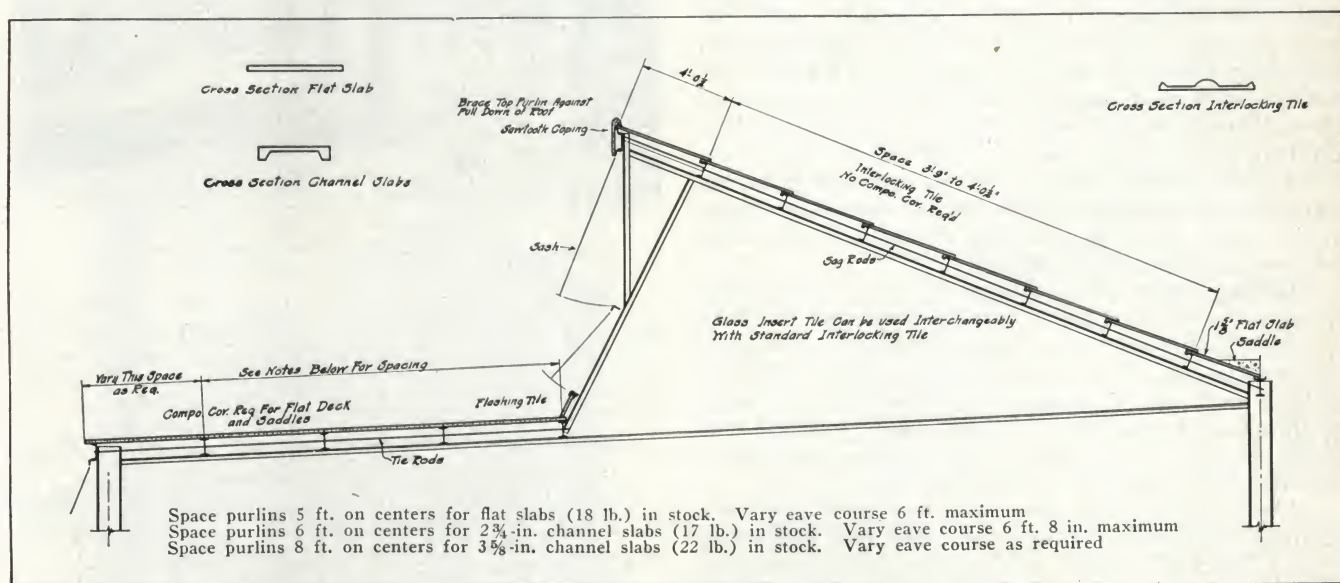 Cross Section Flat Slab
Cross Section Channel Slabs
Brace Top Purlin Against
Pull Down of Roof
Sawtooth Coping
4'-0½"
Cross Section Interlocking Tile
Space 3'-9" to 4'-0½"
Interlocking Tile
No Compo. Cov. Req'd
Sash
Sag Rods
Glass Insert Tile Can be used Interchangeably
With Standard Interlocking Tile
1⅝" Flat Slab
Saddle
Vary This Space
as Req.
See Notes Below For Spacing
Compo. Cov. Req For Flat Deck
and Saddles
Flashing Tile
Tie Rods
Space purlins 5 ft. on centers for flat slabs (18 lb.) in stock. Vary eave course 6 ft. maximum
Space purlins 6 ft. on centers for 2¾-in. channel slabs (17 lb.) in stock. Vary eave course 6 ft. 8 in. maximum
Space purlins 8 ft. on centers for 3⅝-in. channel slabs (22 lb.) in stock. Vary eave course as required